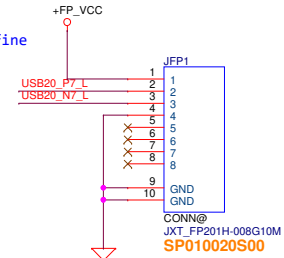 +FP_VCC
fine
JFP1
1 1
USB20_P7_L 2 2
USB20_N7_L 3 3
4 4
5 5
6 6
7 7
8 8
9 GND
10 GND
CONN@
JXT_FP201H-008G10M
SP010020S00